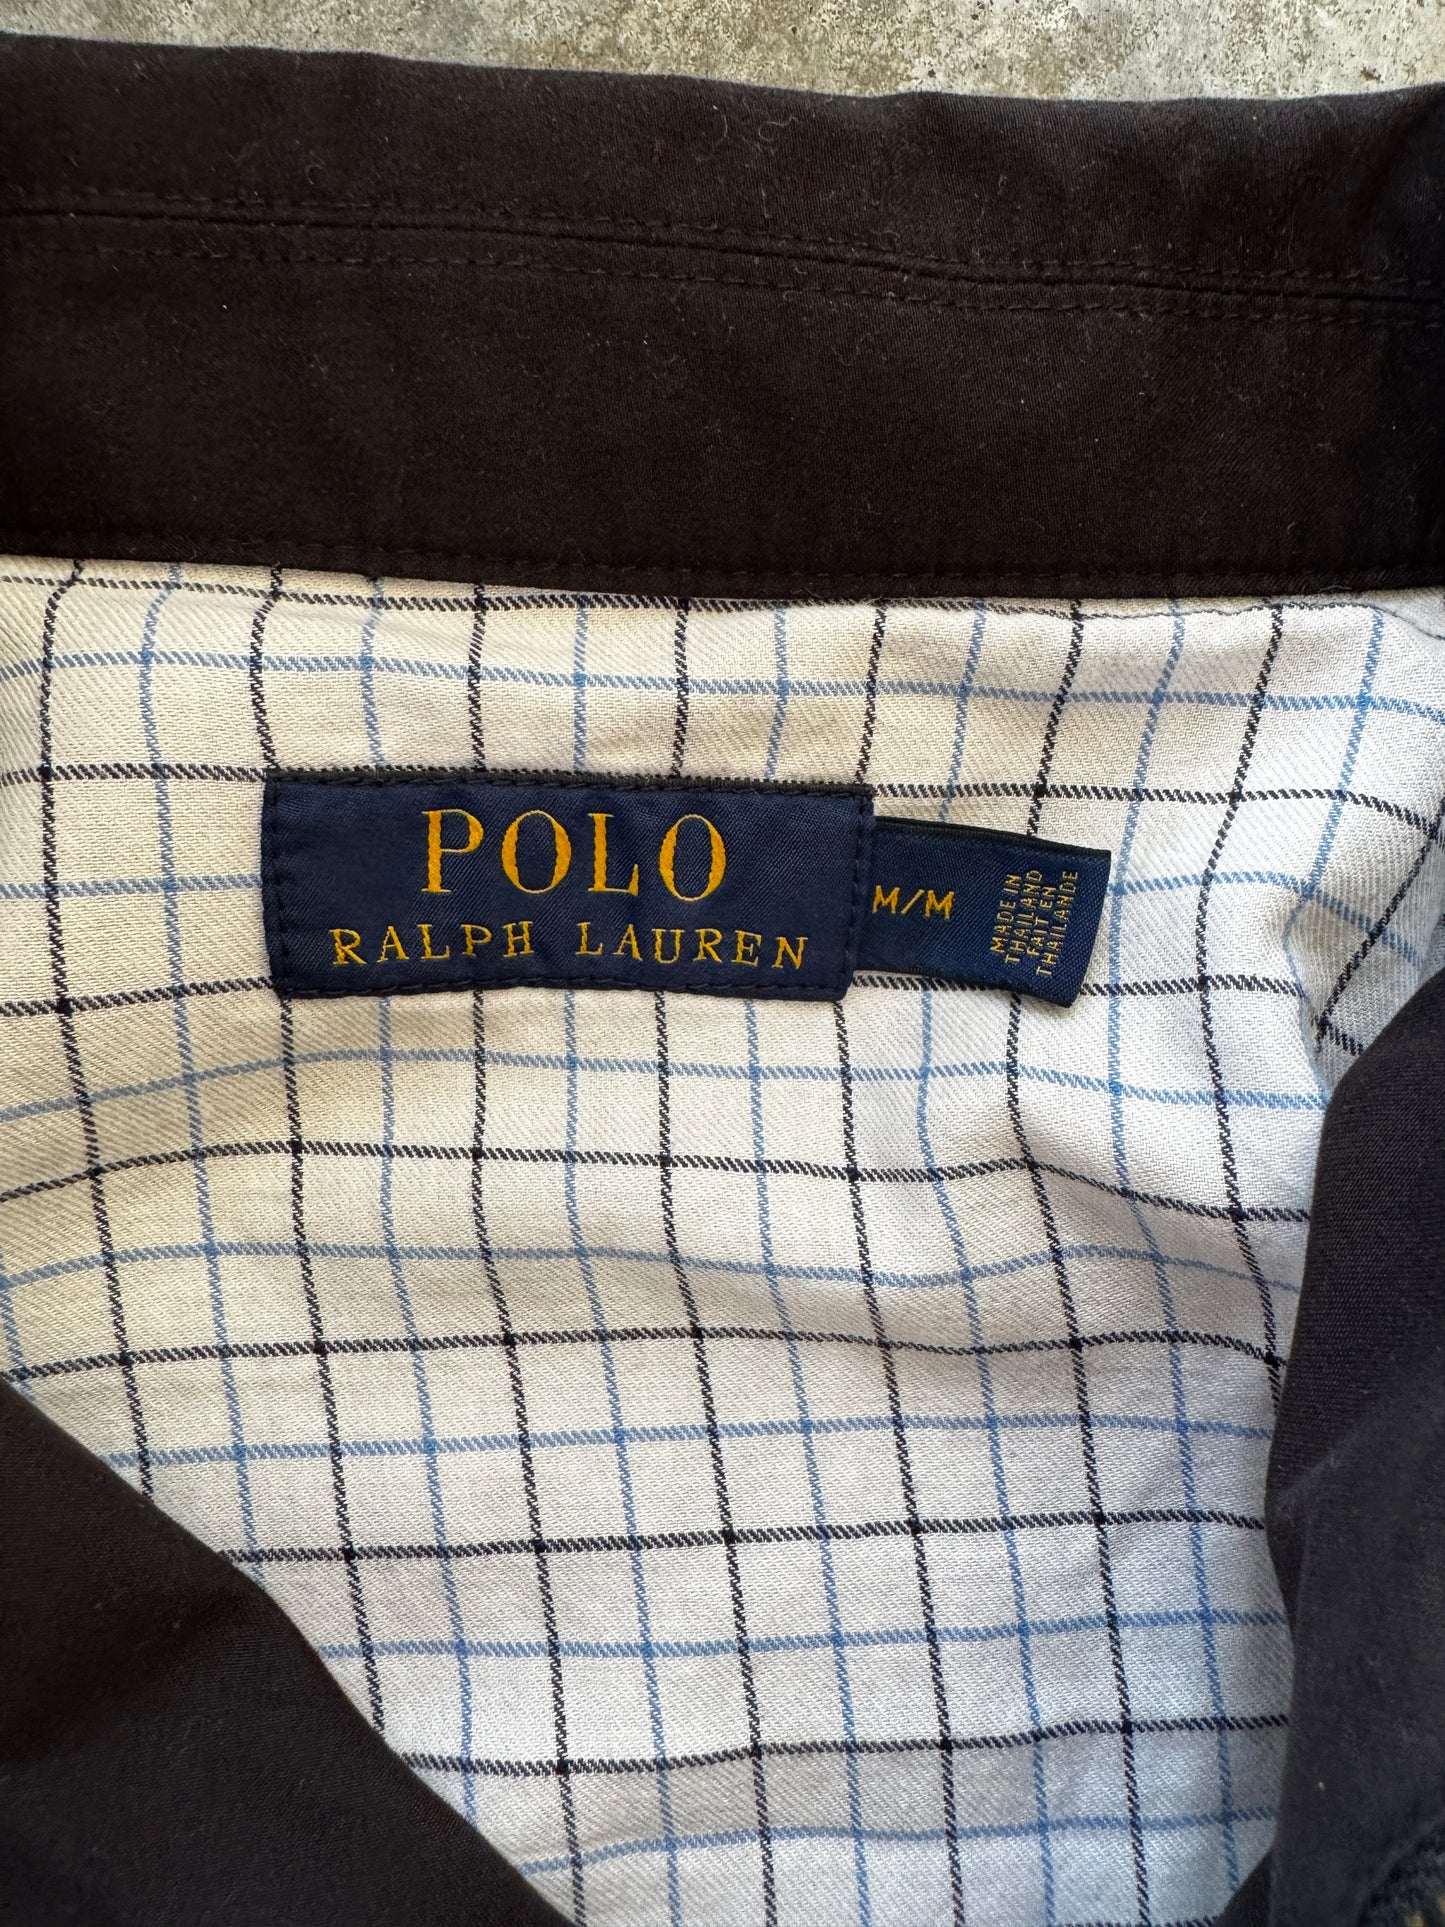 POLO
RALPH LAUREN
M/M
MADE IN
THAILAND
FAIT EN
THAILANDE